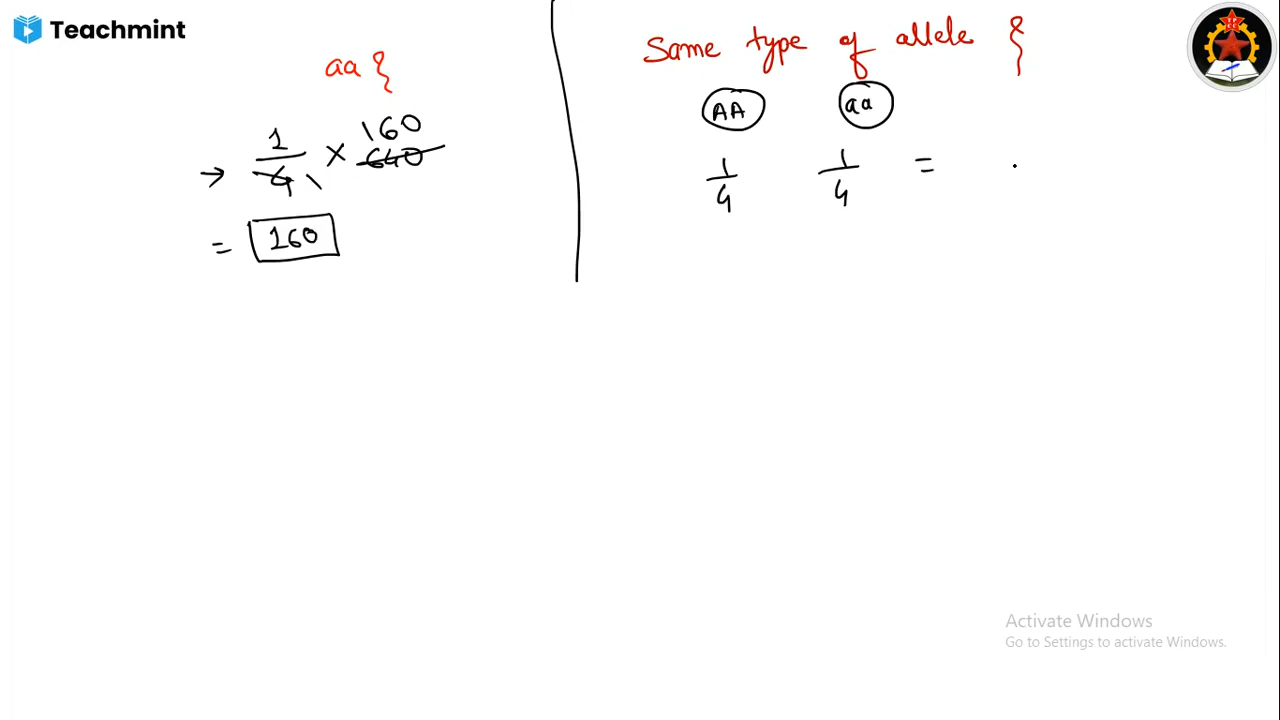 Teachmint
aa {
→ 1/4 1 × 640 160
= 160
Same type of allele {
AA aa
1/4 1/4 =
Activate Windows
Go to Settings to activate Windows.